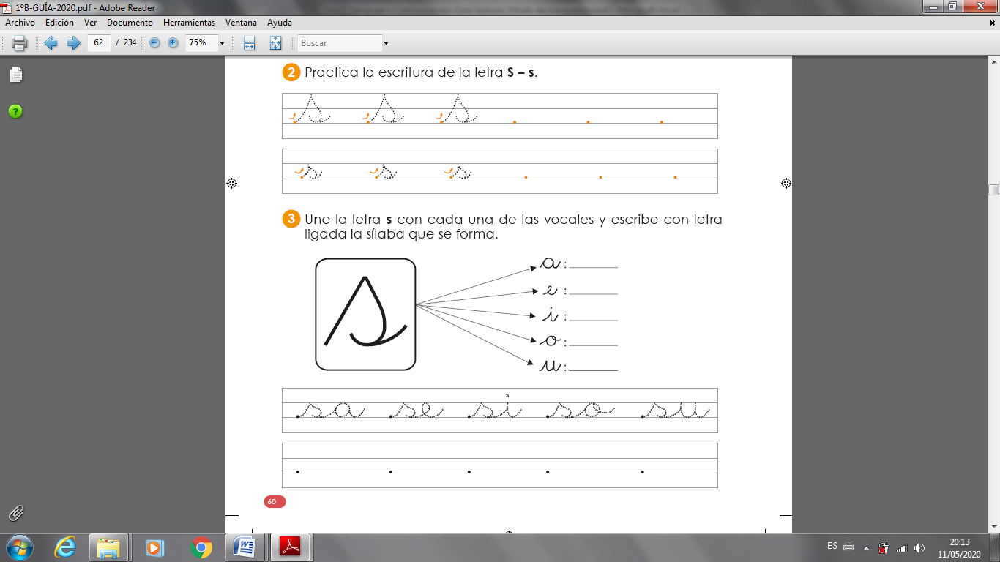 1ºB-GUÍA-2020.pdf - Adobe Reader
Archivo Edición Ver Documento Herramientas Ventana Ayuda
62 / 234 75% Buscar
2 Practica la escritura de la letra S – s.
S S S
s s s
3 Une la letra s con cada una de las vocales y escribe con letra
ligada la sílaba que se forma.
s
a :
e :
i :
o :
u :
sa se si so su
60
ES 20:13
11/05/2020